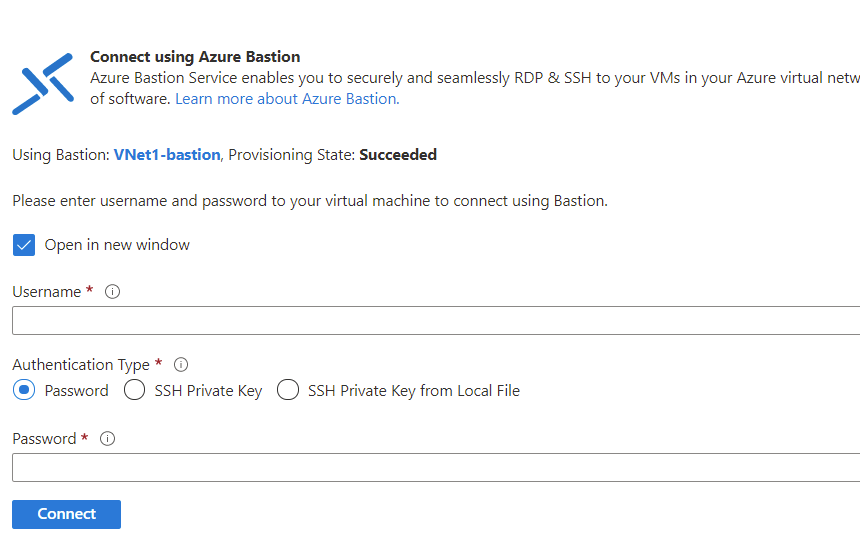 Connect using Azure Bastion
Azure Bastion Service enables you to securely and seamlessly RDP & SSH to your VMs in your Azure virtual
of software. Learn more about Azure Bastion.
Using Bastion: VNet1-bastion, Provisioning State: Succeeded
Please enter username and password to your virtual machine to connect using Bastion.
Open in new window
Username *
Authentication Type *
Password SSH Private Key SSH Private Key from Local File
Password *
Connect